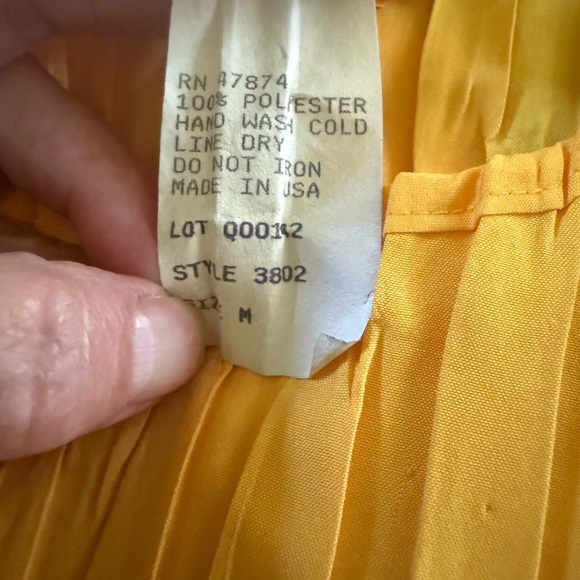 RN 47874
100% POLYESTER
HAND WASH COLD
LINE DRY
DO NOT IRON
MADE IN USA
LOT Q00142
STYLE 3802
M